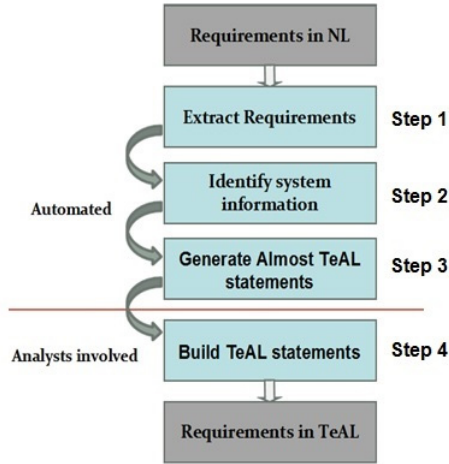 Requirements in NL
Extract Requirements
Step 1
Identify system
information
Step 2
Automated
Generate Almost TeAL
statements
Step 3
Analysts involved
Build TeAL statements
Step 4
Requirements in TeAL